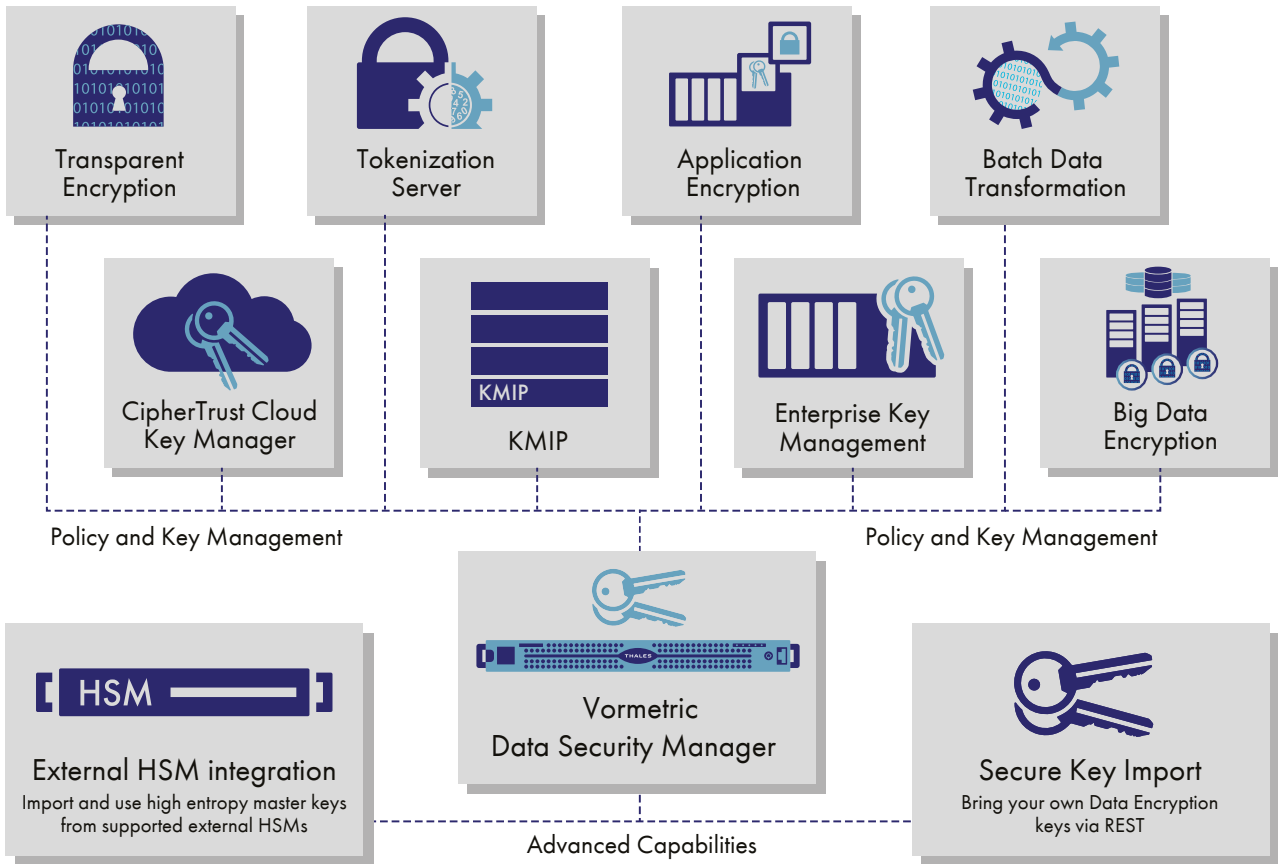 Transparent
Encryption
Tokenization
Server
Application
Encryption
Batch Data
Transformation
CipherTrust Cloud
Key Manager
KMIP
KMIP
Enterprise Key
Management
Big Data
Encryption
Policy and Key Management
Policy and Key Management
THALES
Vormetric
Data Security Manager
HSM
External HSM integration
Import and use high entropy master keys
from supported external HSMs
Secure Key Import
Bring your own Data Encryption
keys via REST
Advanced Capabilities